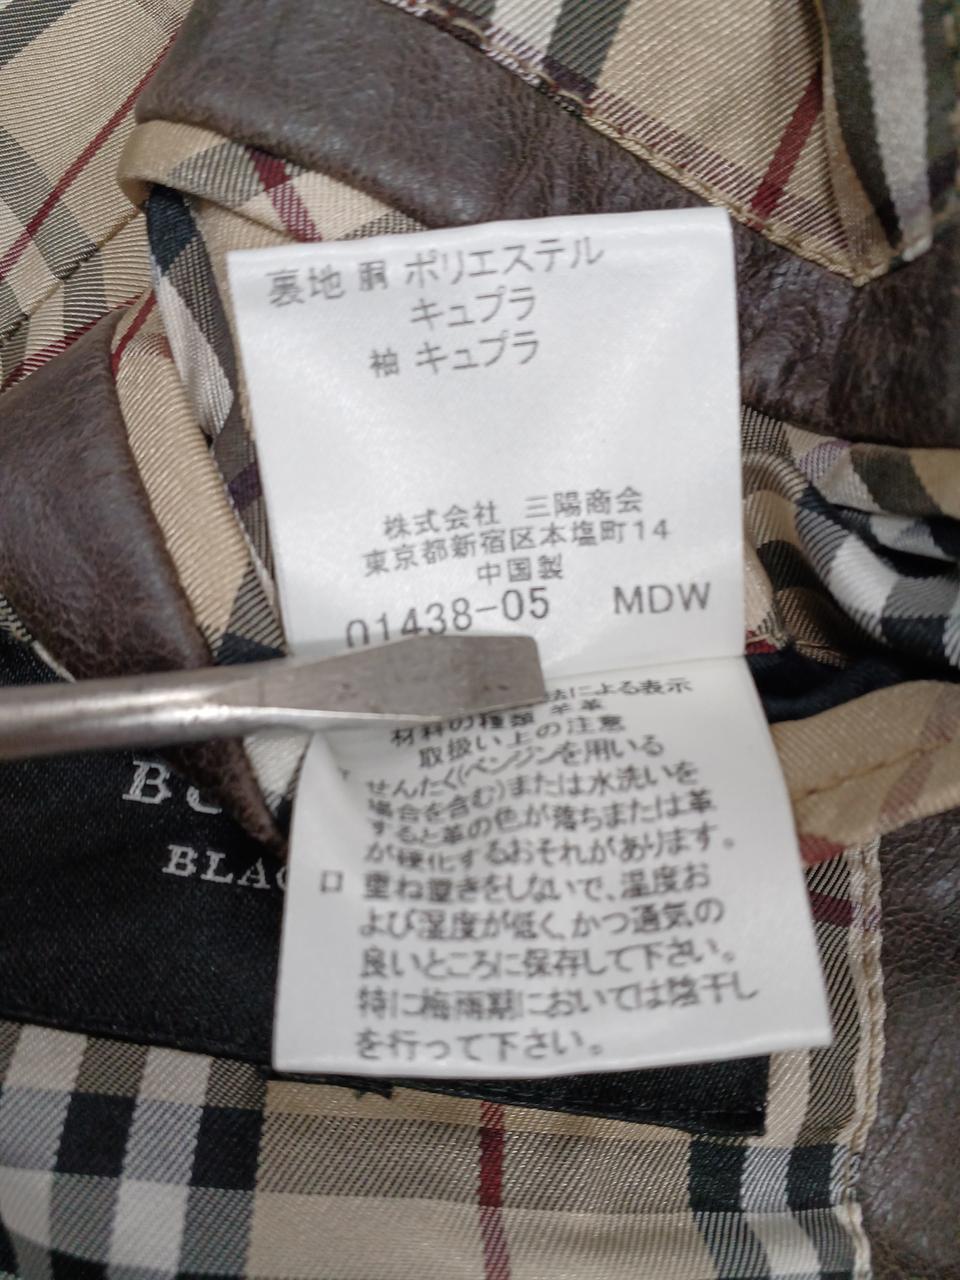 裏地 胴 ポリエステル
キュプラ
袖 キュプラ
株式会社 三陽商会
東京都新宿区本塩町14
中国製
01438-05 MDW
法による表示
材料の種類 羊革
取扱い上の注意
せんたく(ベンジンを用いる
場合を含む)または水洗いを
すると革の色が落ちまたは革
が硬化するおそれがあります。
口 重ね置きをしないで、温度お
よび湿度が低く、かつ通気の
良いところに保存して下さい。
特に梅雨期においては陰干し
を行って下さい。
BU
BLAC